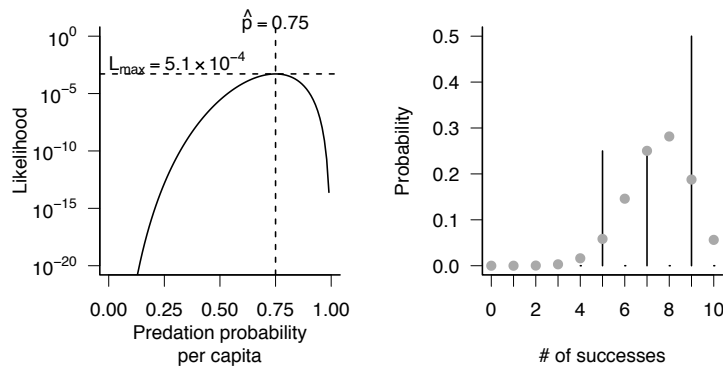 p̂ = 0.75
10⁰
Lmax = 5.1 × 10⁻⁴
10⁻⁵
10⁻¹⁰
10⁻¹⁵
10⁻²⁰
Likelihood
0.00 0.25 0.50 0.75 1.00
Predation probability
per capita
0.5
0.4
0.3
0.2
0.1
0.0
Probability
0 2 4 6 8 10
# of successes